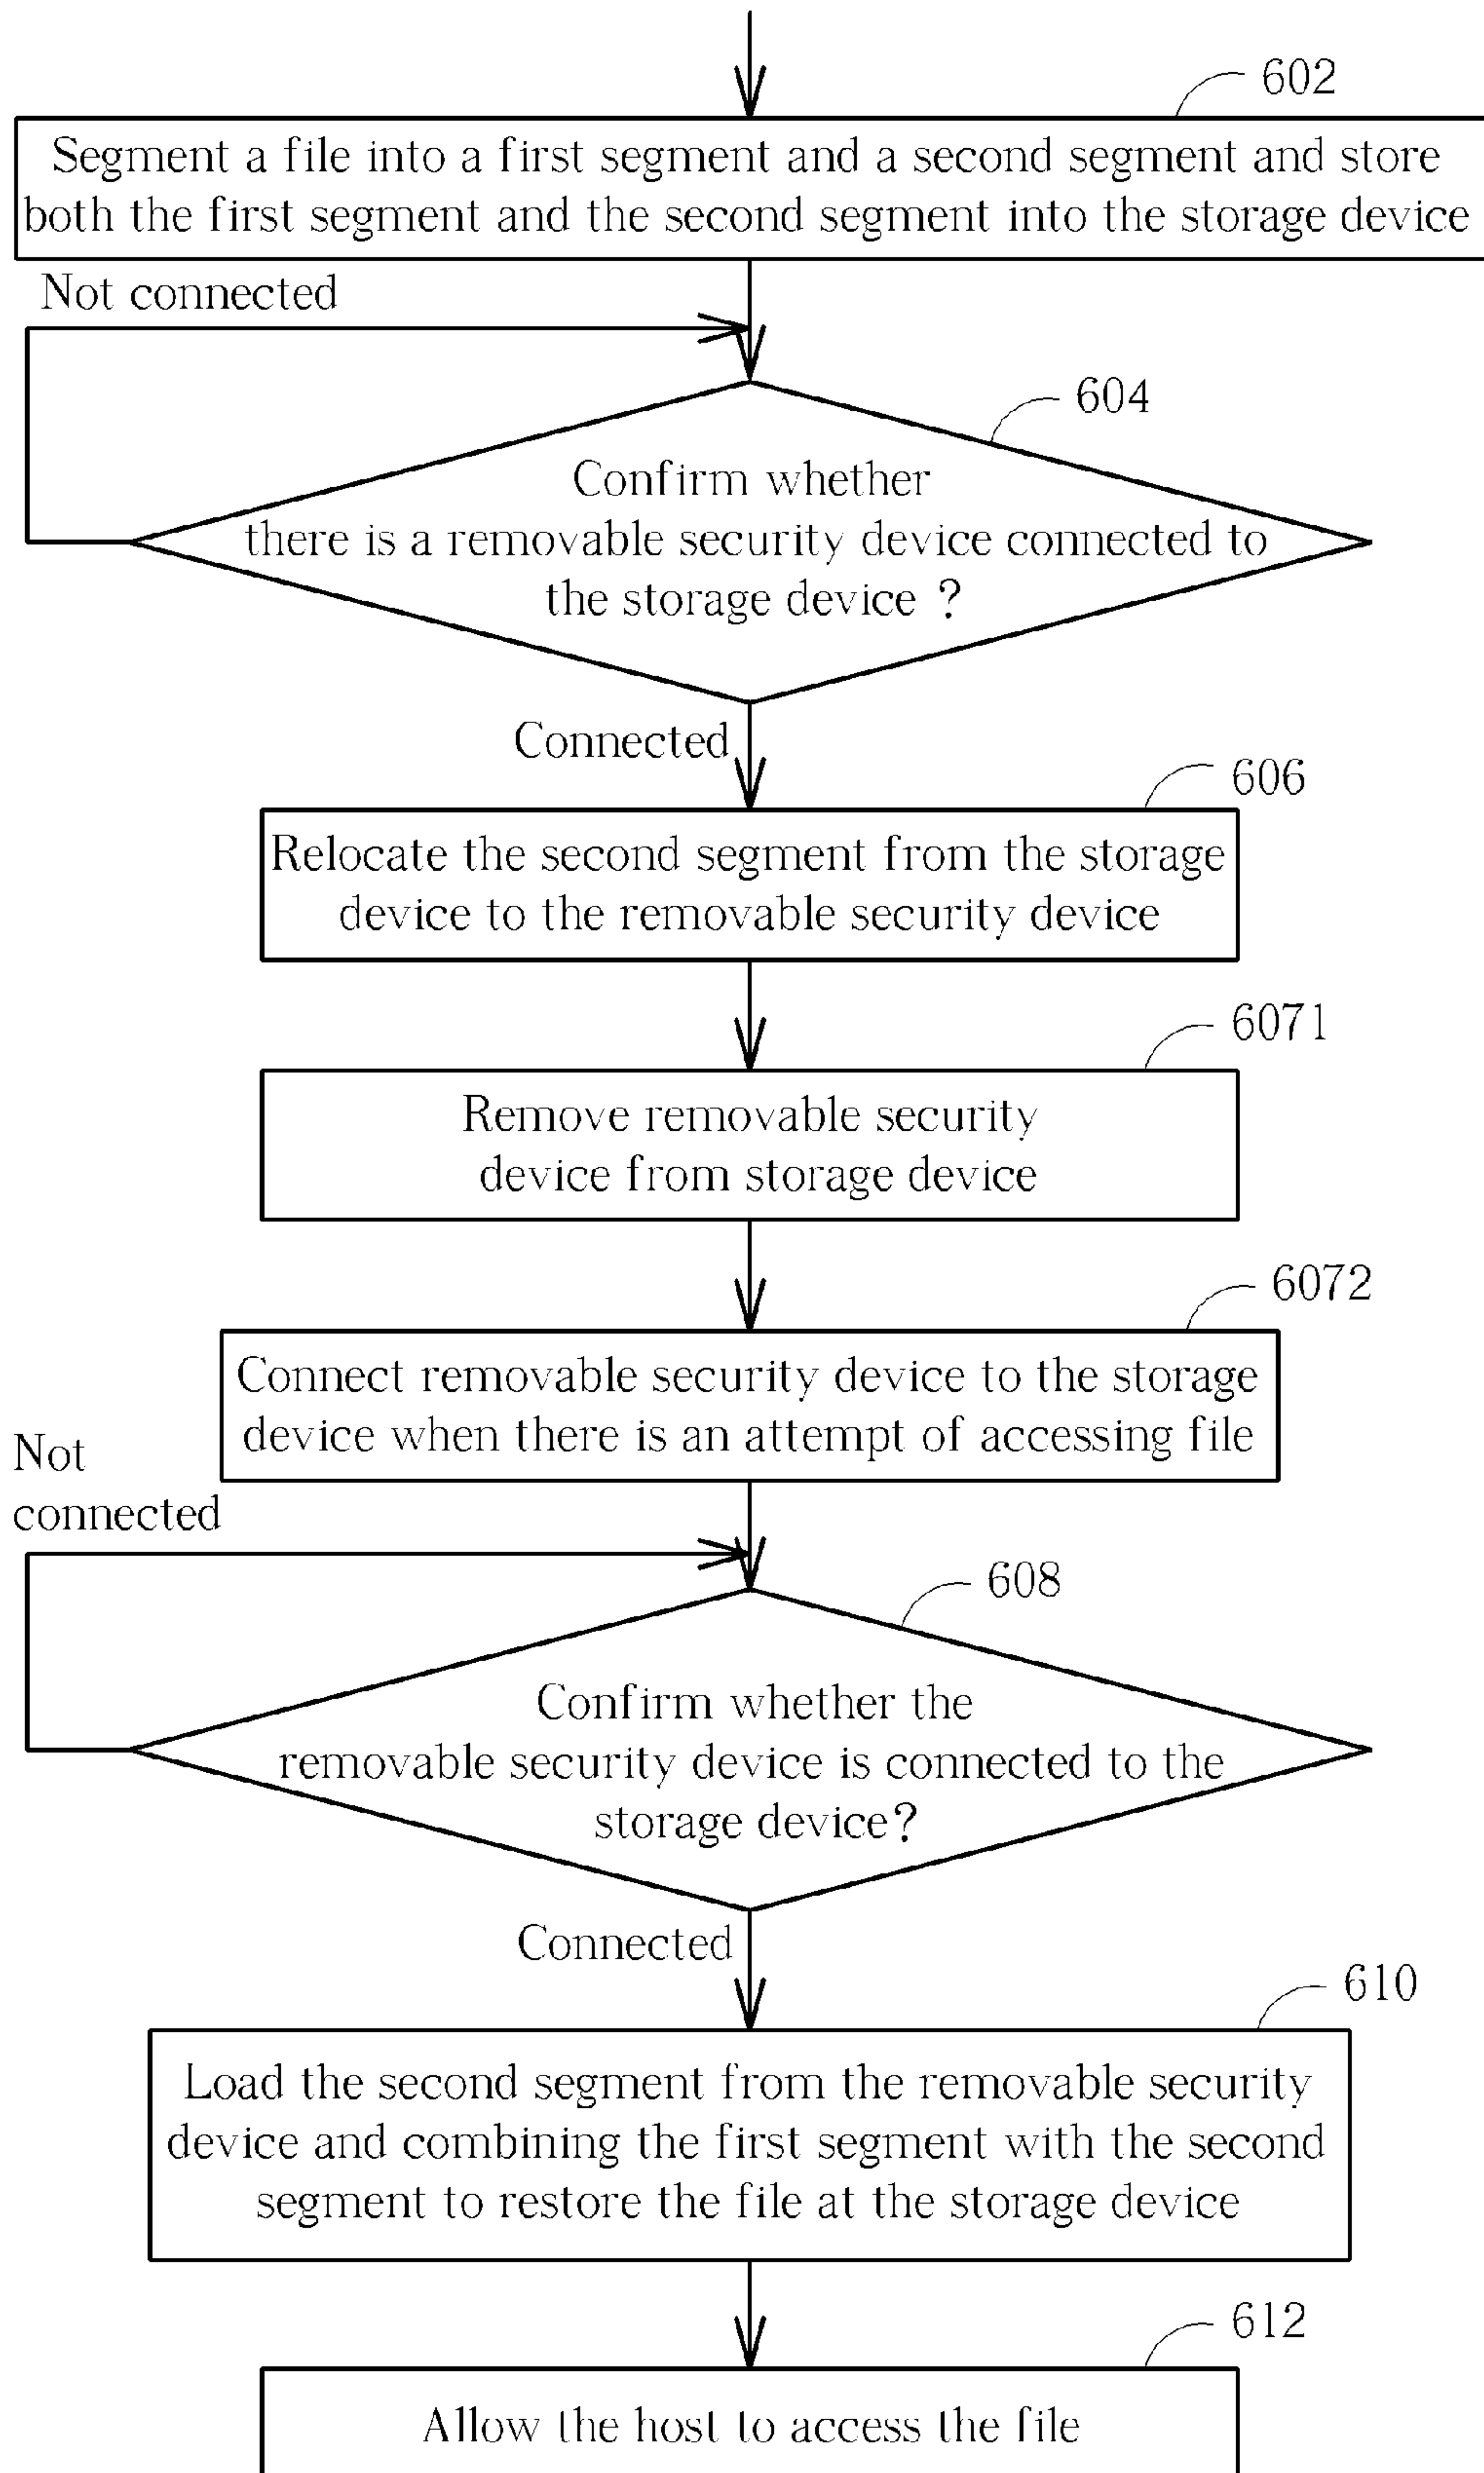 602
Segment a file into a first segment and a second segment and store
both the first segment and the second segment into the storage device
Not connected
604
Confirm whether
there is a removable security device connected to
the storage device ?
Connected
606
Relocate the second segment from the storage
device to the removable security device
6071
Remove removable security
device from storage device
6072
Connect removable security device to the storage
device when there is an attempt of accessing file
Not
connected
608
Confirm whether the
removable security device is connected to the
storage device?
Connected
610
Load the second segment from the removable security
device and combining the first segment with the second
segment to restore the file at the storage device
612
Allow the host to access the file